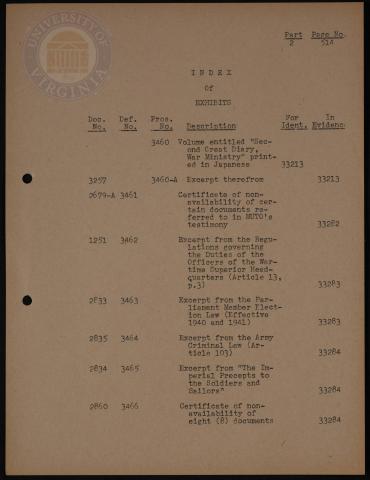 UNIVERSITY OF VIRGINIA
Part Page No.
2 514
I N D E X
Of
EXHIBITS
Doc. Def. Pros. For In
No. No. No. Description Ident. Evidence
3460 Volume entitled "Sec-
ond Great Diary,
War Ministry" print-
ed in Japanese 33213
3257 3460-A Excerpt therefrom 33213
2679-A 3461 Certificate of non-
availability of cer-
tain documents re-
ferred to in MUTO's
testimony 33282
1251 3462 Excerpt from the Regu-
lations governing
the Duties of the
Officers of the War-
time Superior Head-
quarters (Article 13,
p.3) 33283
2833 3463 Excerpt from the Par-
liament Member Elect-
ion Law (Effective
1940 and 1941) 33283
2835 3464 Excerpt from the Army
Criminal Law (Ar-
ticle 103) 33284
2834 3465 Excerpt from "The Im-
perial Precepts to
the Soldiers and
Sailors" 33284
2860 3466 Certificate of non-
availability of
eight (8) documents 33284